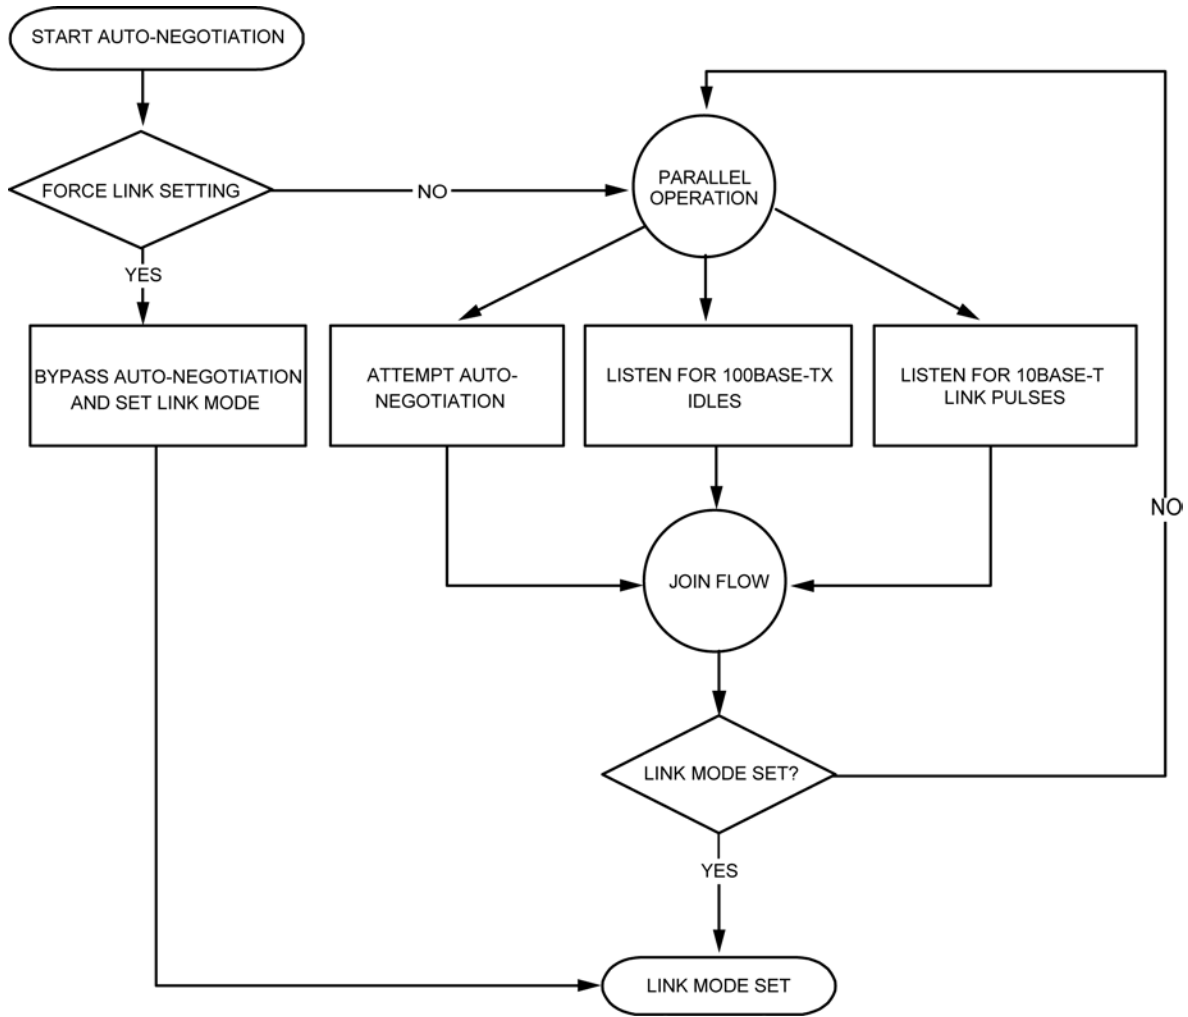 START AUTO-NEGOTIATION
FORCE LINK SETTING
NO
PARALLEL
OPERATION
YES
BYPASS AUTO-NEGOTIATION
AND SET LINK MODE
ATTEMPT AUTO-
NEGOTIATION
LISTEN FOR 100BASE-TX
IDLES
LISTEN FOR 10BASE-T
LINK PULSES
NO
JOIN FLOW
LINK MODE SET?
YES
LINK MODE SET